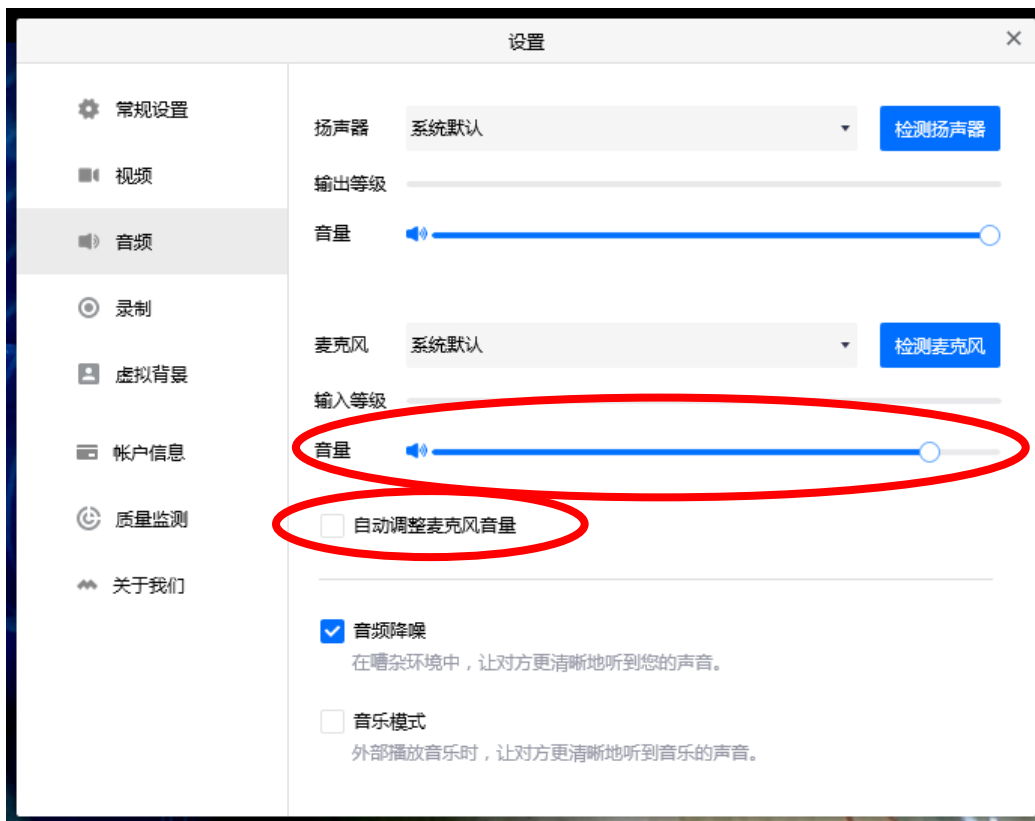 设置
常规设置
视频
音频
录制
虚拟背景
帐户信息
质量监测
关于我们
扬声器 系统默认 检测扬声器
输出等级
音量
麦克风 系统默认 检测麦克风
输入等级
音量
自动调整麦克风音量
音频降噪
在嘈杂环境中，让对方更清晰地听到您的声音。
音乐模式
外部播放音乐时，让对方更清晰地听到音乐的声音。